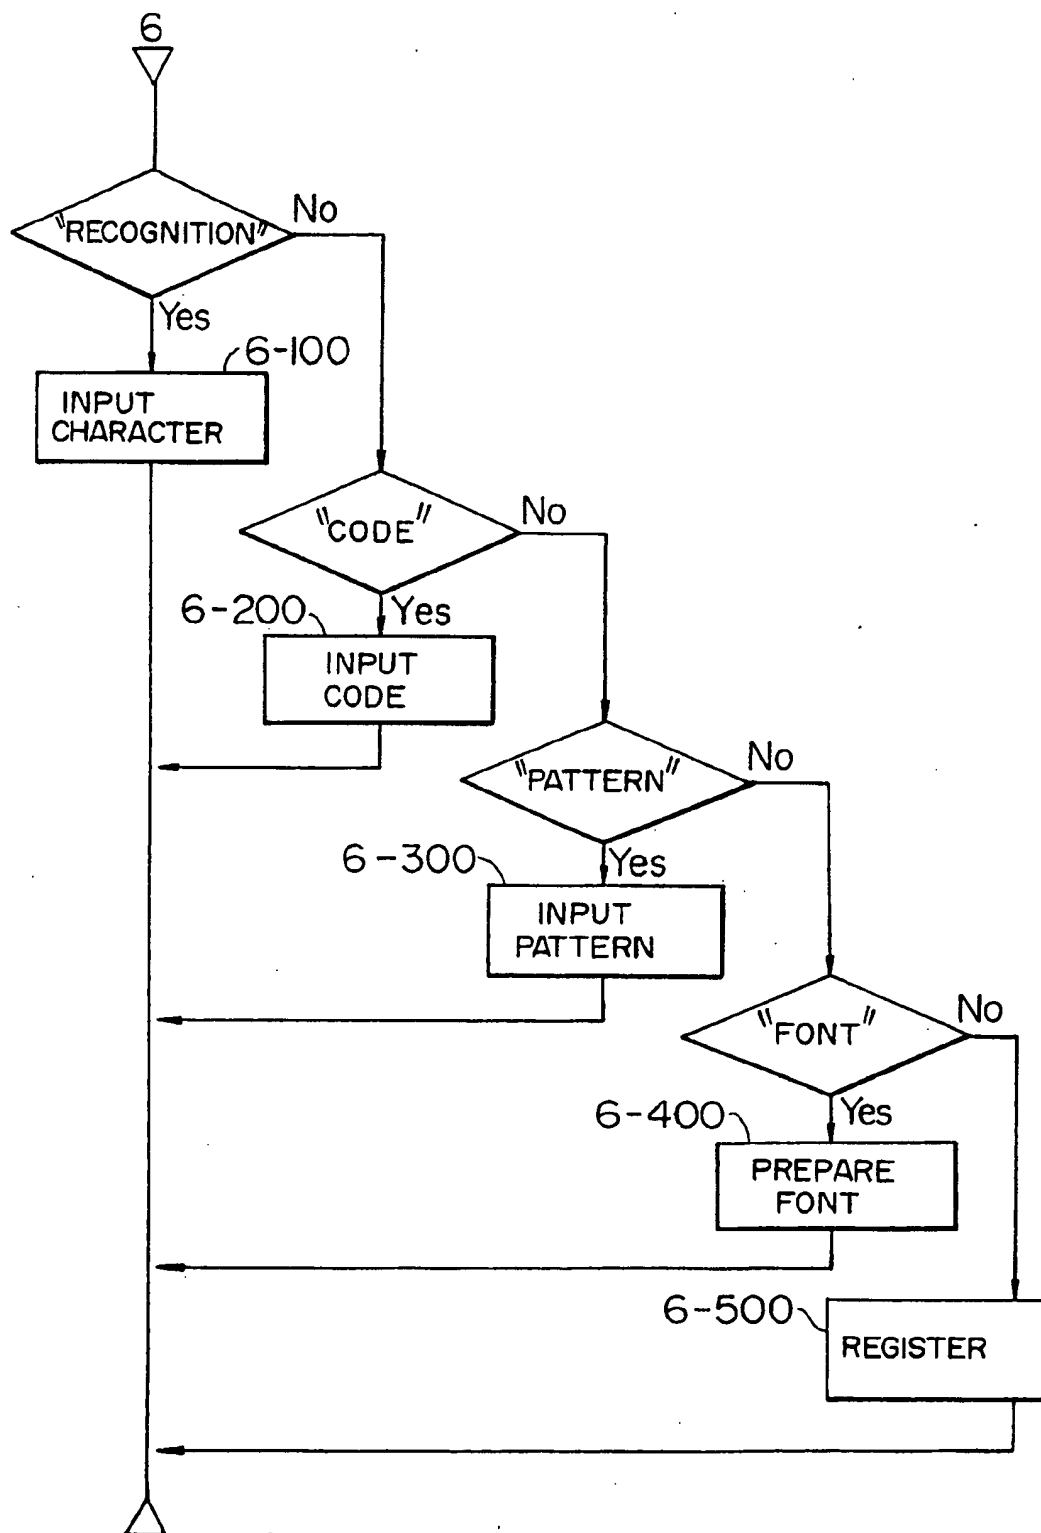 6
"RECOGNITION"
No
Yes
6-100
INPUT
CHARACTER
"CODE"
No
6-200
Yes
INPUT
CODE
"PATTERN"
No
6-300
Yes
INPUT
PATTERN
"FONT"
No
6-400
Yes
PREPARE
FONT
6-500
REGISTER